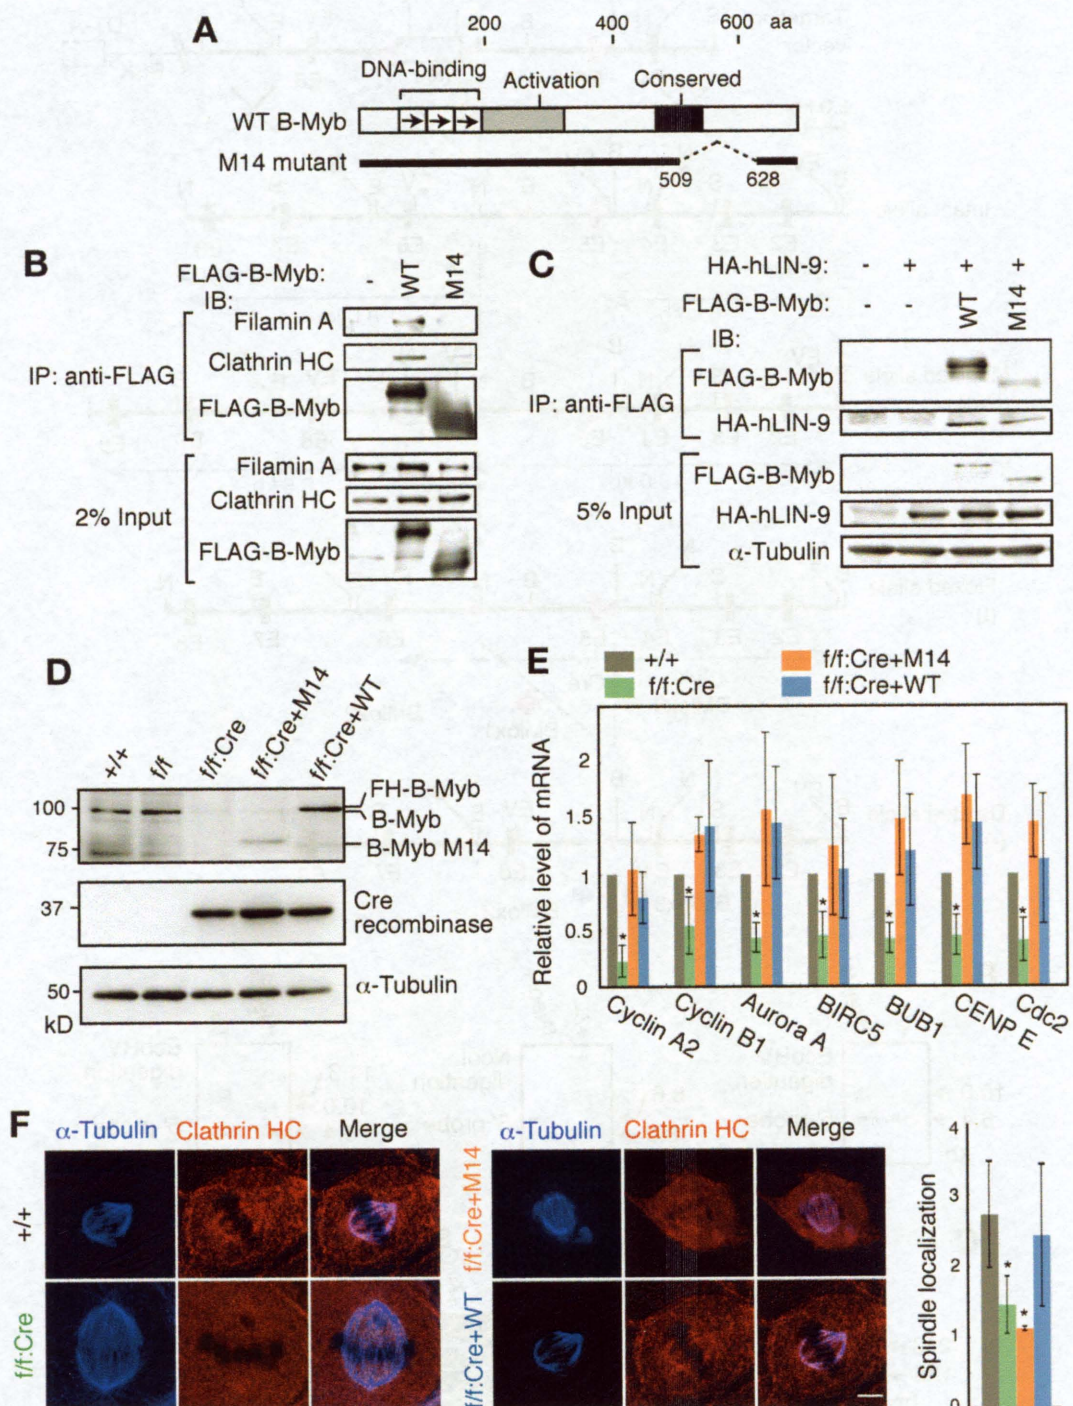 A
200 400 600 aa
DNA-binding Activation Conserved
WT B-Myb
M14 mutant
509 628
B
FLAG-B-Myb: - WT M14
IB:
IP: anti-FLAG
Filamin A
Clathrin HC
FLAG-B-Myb
2% Input
Filamin A
Clathrin HC
FLAG-B-Myb
C
HA-hLIN-9: - + + +
FLAG-B-Myb: - - WT M14
IB:
IP: anti-FLAG
FLAG-B-Myb
HA-hLIN-9
5% Input
FLAG-B-Myb
HA-hLIN-9
α-Tubulin
D
+/+ f/f f/f:Cre f/f:Cre+M14 f/f:Cre+WT
100
75
FH-B-Myb
B-Myb
B-Myb M14
37
Cre
recombinase
50
kD
α-Tubulin
E
+/+ f/f:Cre+M14
f/f:Cre f/f:Cre+WT
Relative level of mRNA
2
1.5
1
0.5
0
* * * * * * *
Cyclin A2 Cyclin B1 Aurora A BIRC5 BUB1 CENP E Cdc2
F
α-Tubulin Clathrin HC Merge
+/+
f/f:Cre
α-Tubulin Clathrin HC Merge
f/f:Cre+M14
f/f:Cre+WT
Spindle localization
4
3
2
1
0
* *